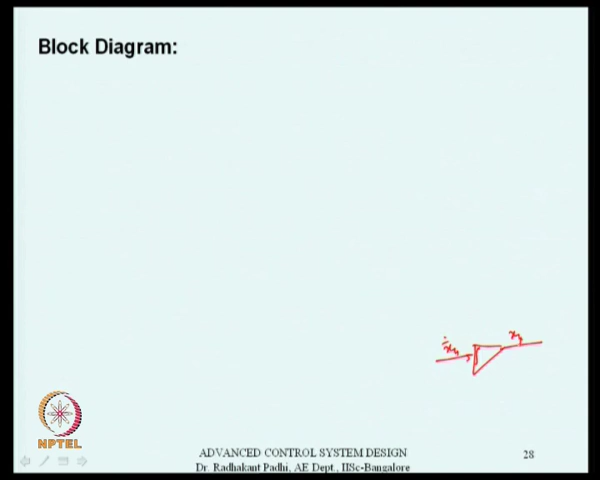 Block Diagram:
NPTEL
ADVANCED CONTROL SYSTEM DESIGN
Dr. Radhakant Padhi, AE Dept., IISc-Bangalore
28